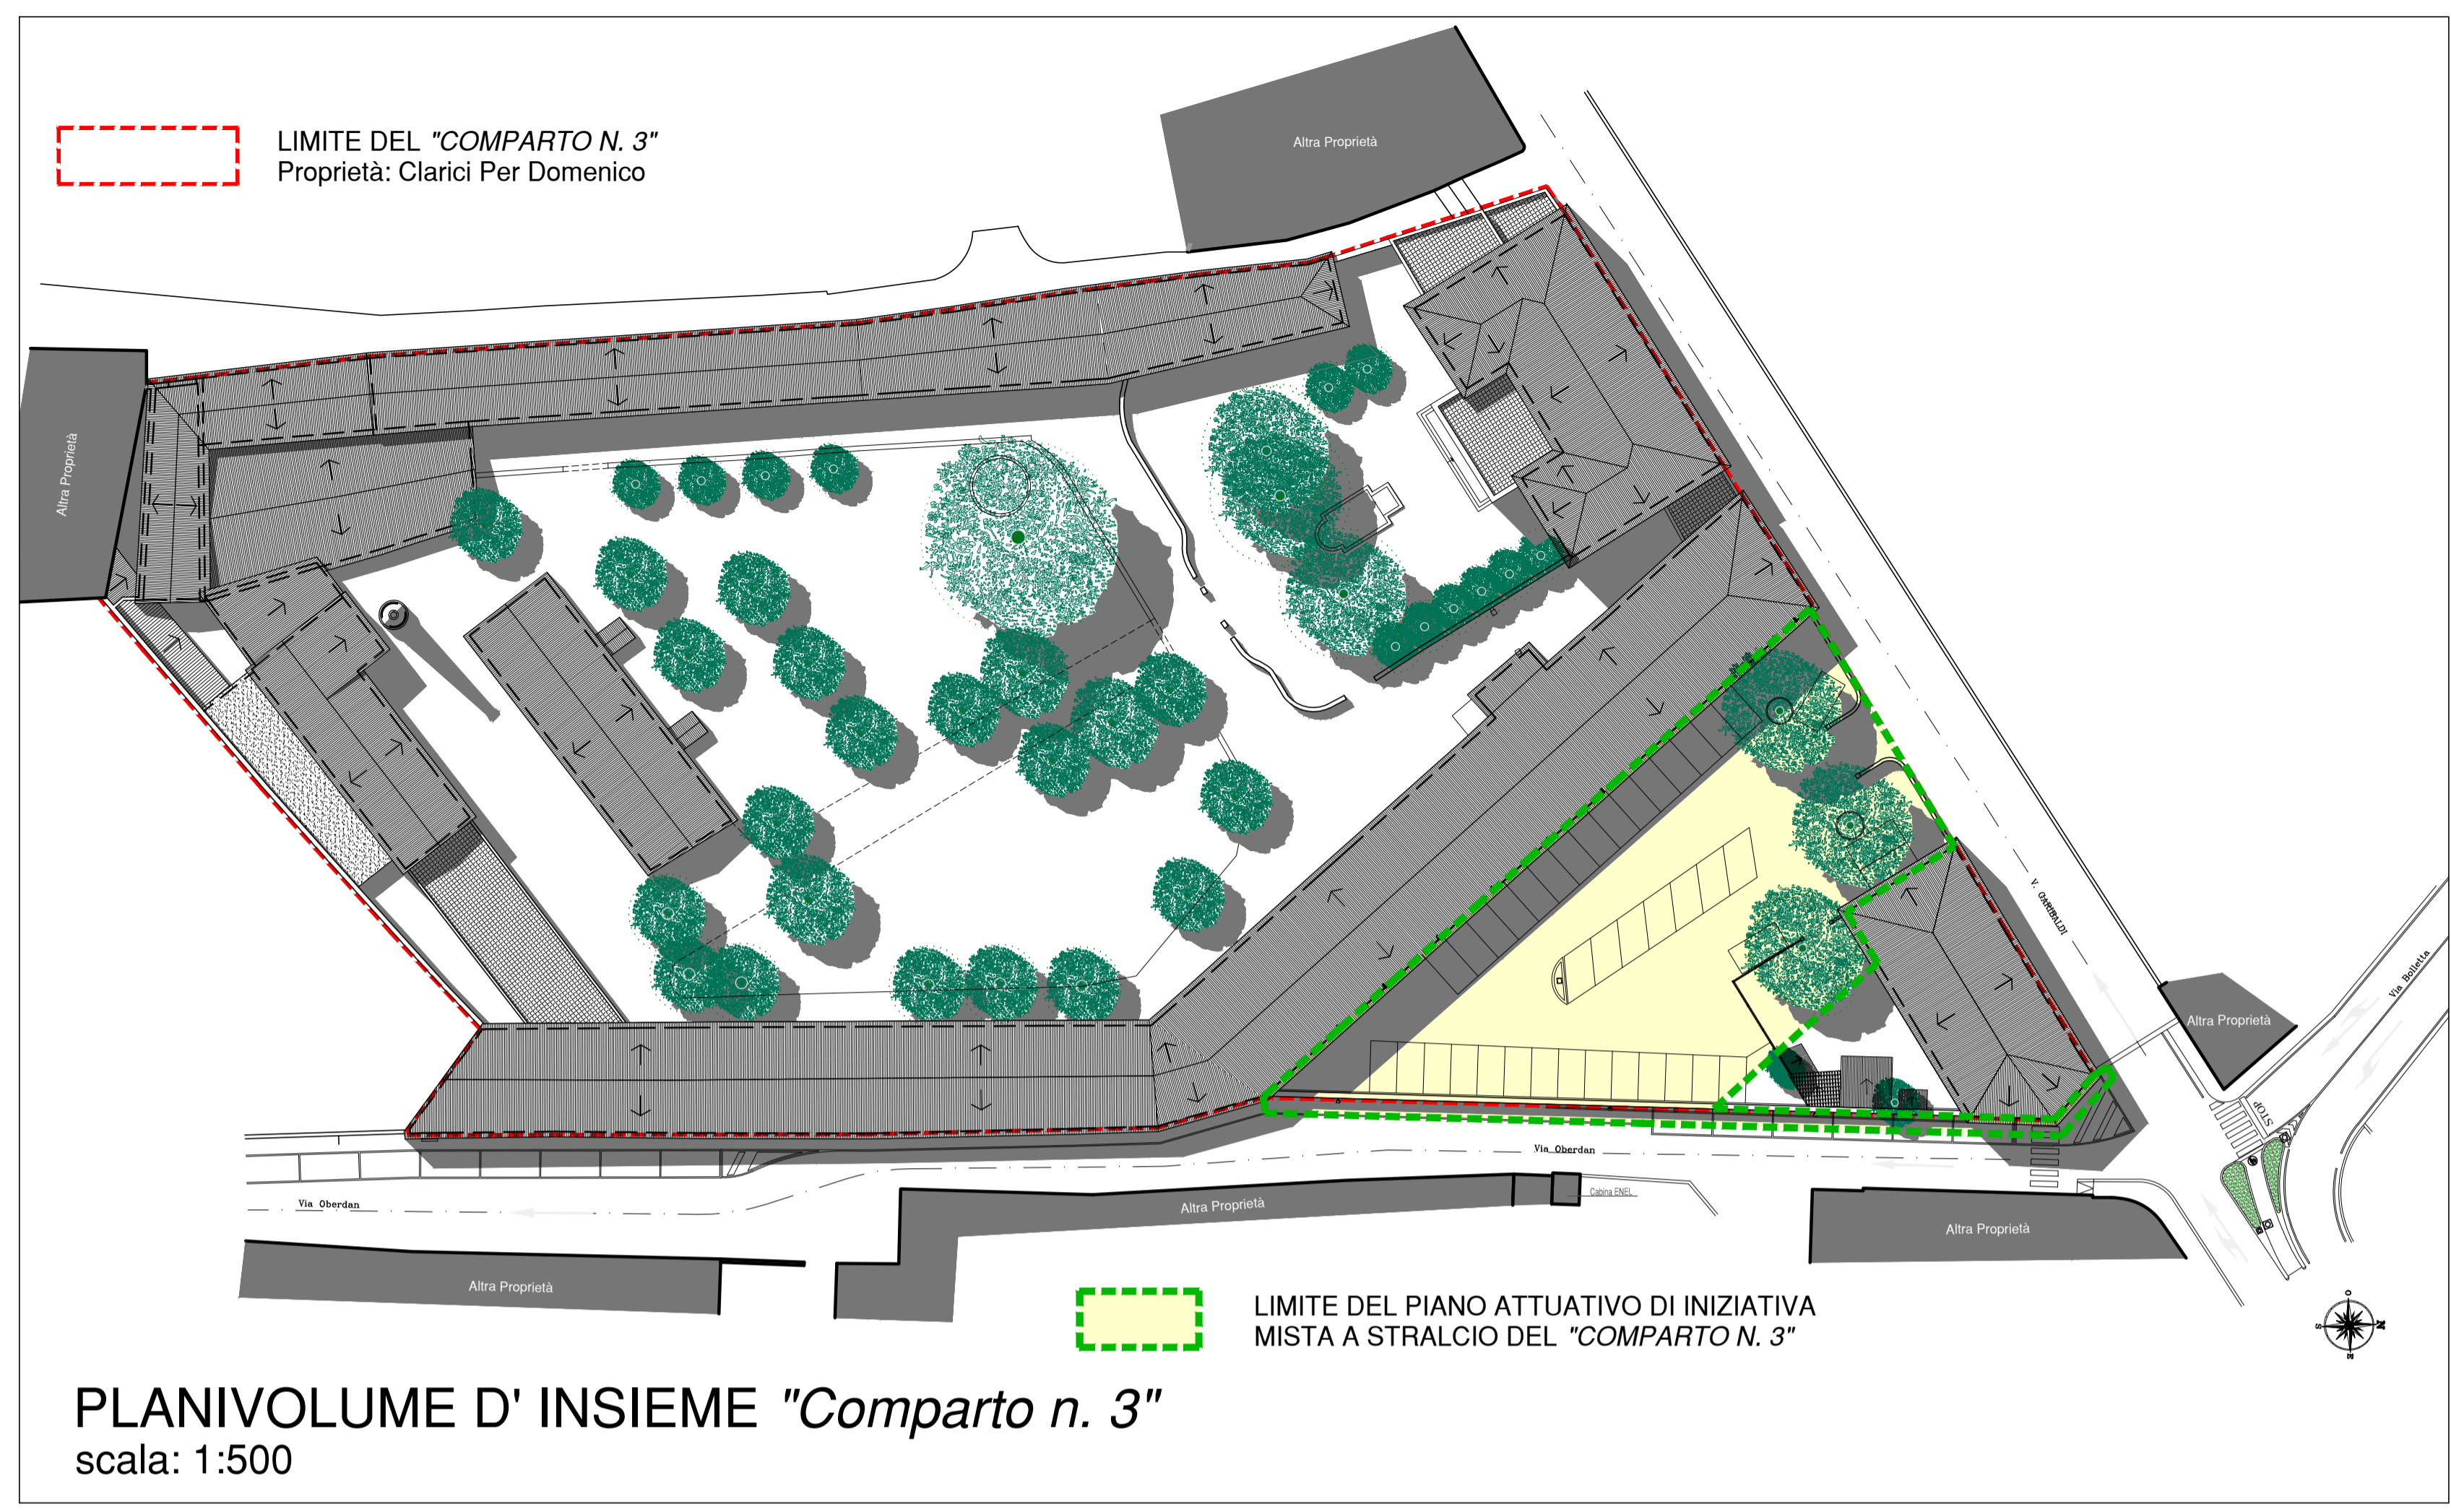 LIMITE DEL "COMPARTO N. 3"
Proprietà: Clarici Per Domenico
Altra Proprietà
Altra Proprietà
V. GARIBALDI
Via Bolletta
Altra Proprietà
STOP
Via Oberdan
Via Oberdan
Altra Proprietà
Cabina ENEL
Altra Proprietà
Altra Proprietà
LIMITE DEL PIANO ATTUATIVO DI INIZIATIVA
MISTA A STRALCIO DEL "COMPARTO N. 3"
O
S
N
PLANIVOLUME D' INSIEME "Comparto n. 3"
scala: 1:500